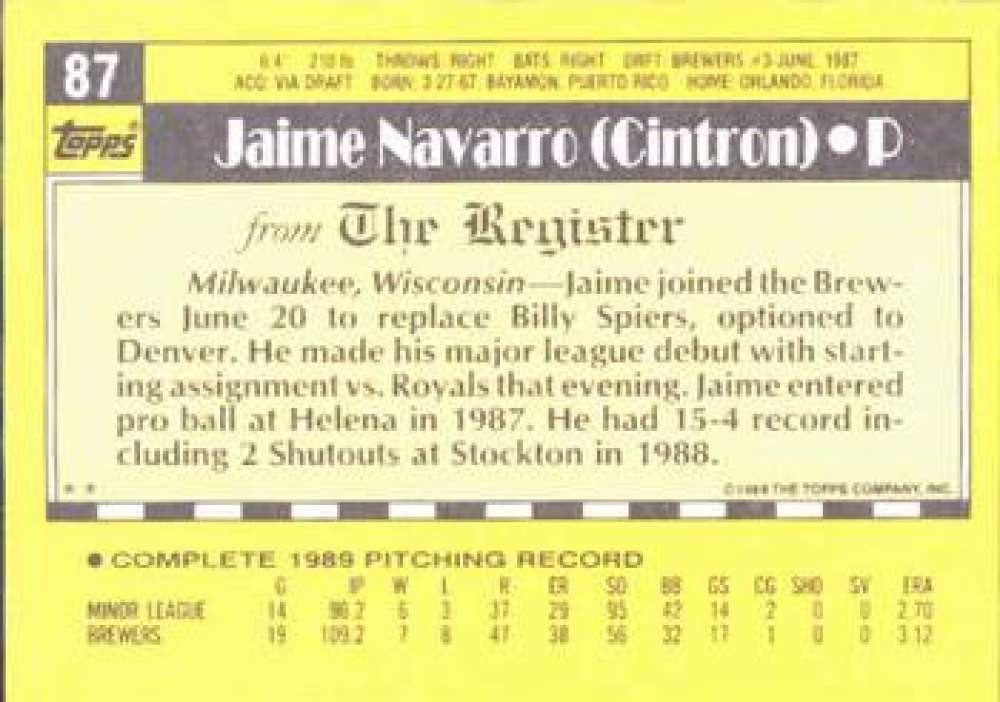 87
6'4" 210 lb THROWS: RIGHT BATS: RIGHT DRFT: BREWERS #3-JUNE, 1987
ACQ: VIA DRAFT BORN: 3-27-67, BAYAMON, PUERTO RICO HOME: ORLANDO, FLORIDA
Topps®
Jaime Navarro (Cintron) • P
from The Register
Milwaukee, Wisconsin—Jaime joined the Brew-
ers June 20 to replace Billy Spiers, optioned to
Denver. He made his major league debut with start-
ing assignment vs. Royals that evening. Jaime entered
pro ball at Helena in 1987. He had 15-4 record in-
cluding 2 Shutouts at Stockton in 1988.
* * © 1989 THE TOPPS COMPANY, INC.
• COMPLETE 1989 PITCHING RECORD
G IP W L R ER SO BB GS CG SHO SV ERA
MINOR LEAGUE 14 96.2 6 3 37 29 95 42 14 2 0 0 2.70
BREWERS 19 109.2 7 8 47 38 56 32 17 1 0 0 3.12